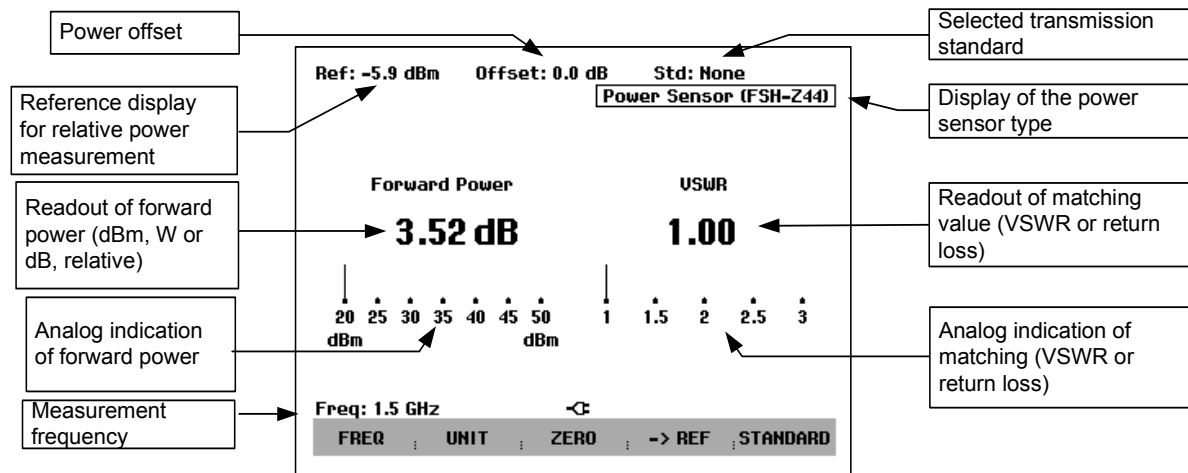 Power offset
Selected transmission
standard
Ref: -5.9 dBm Offset: 0.0 dB Std: None
Power Sensor (FSH-Z44)
Reference display
for relative power
measurement
Display of the power
sensor type
Forward Power VSWR
Readout of forward
power (dBm, W or
dB, relative)
3.52 dB 1.00
Readout of matching
value (VSWR or return
loss)
20 25 30 35 40 45 50 1 1.5 2 2.5 3
dBm dBm
Analog indication
of forward power
Analog indication of
matching (VSWR or
return loss)
Measurement
frequency
Freq: 1.5 GHz
FREQ UNIT ZERO -> REF STANDARD